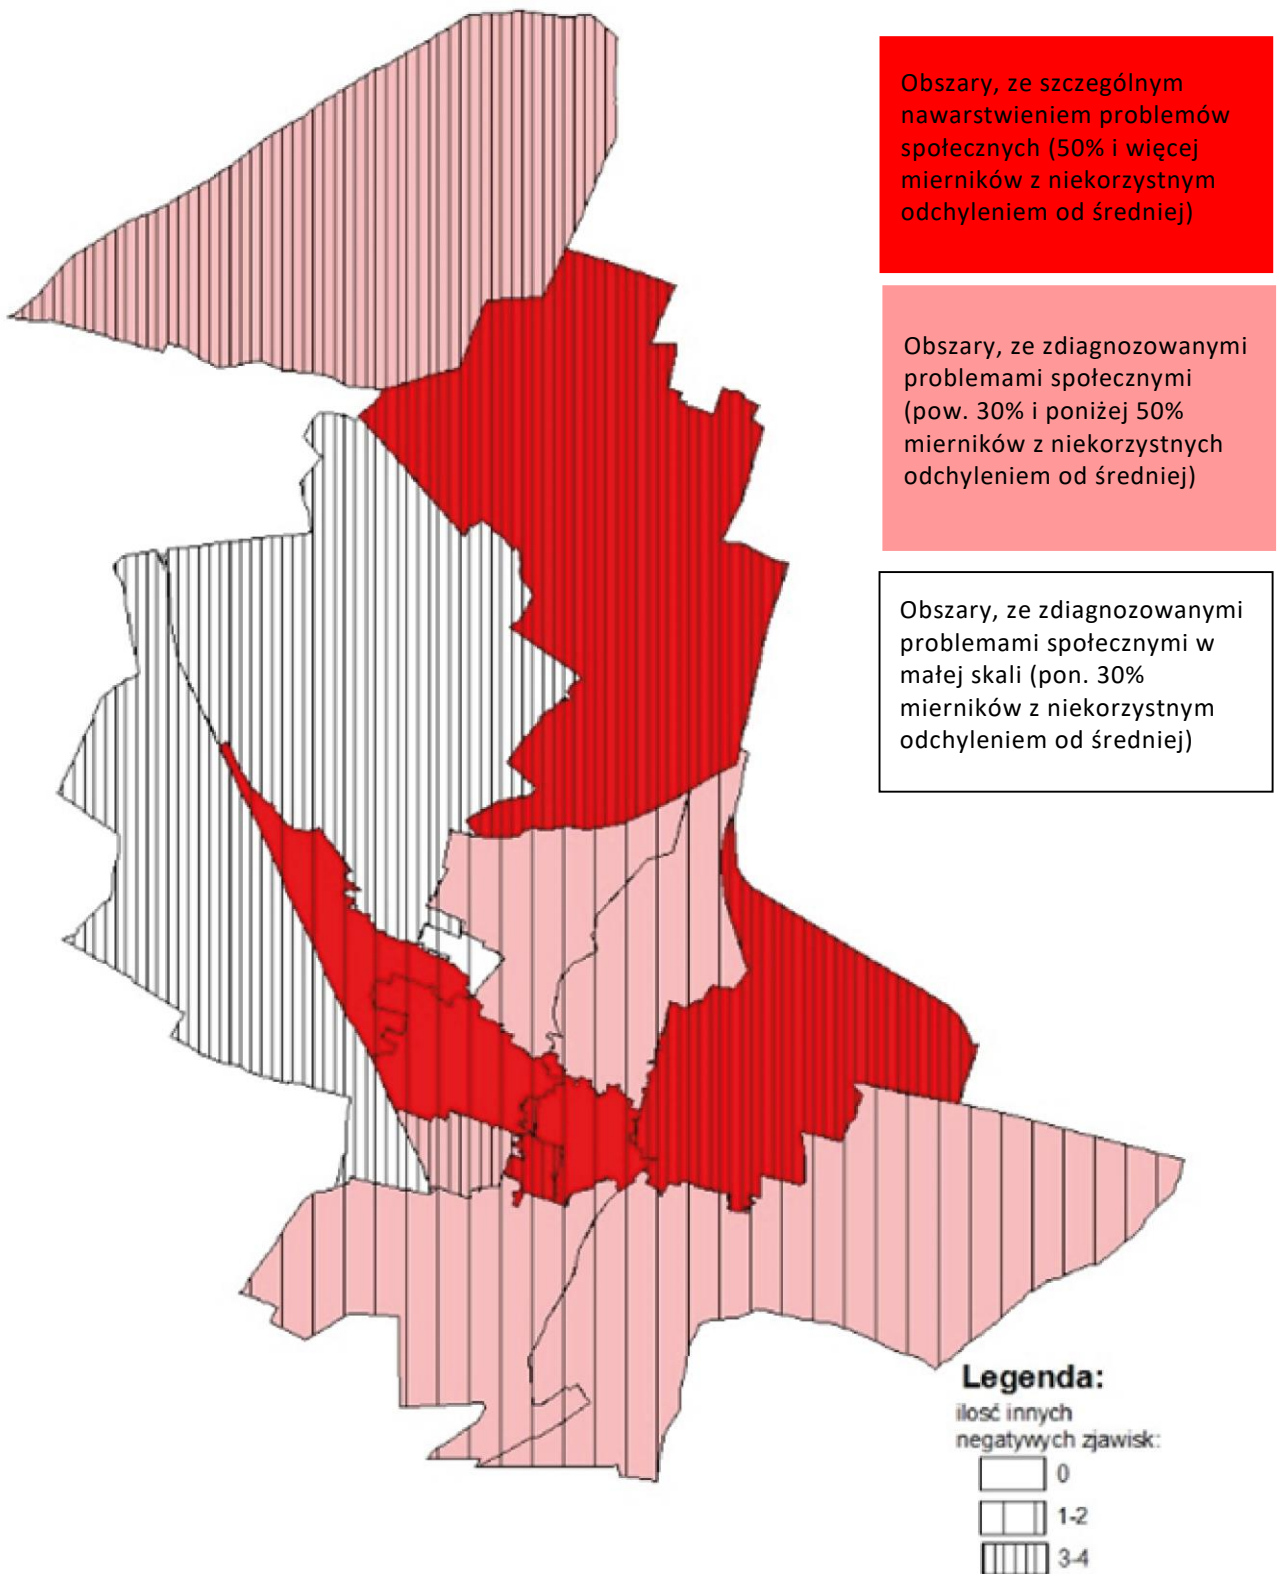 Obszary, ze szczególnym
nawarstwieniem problemów
społecznych (50% i więcej
mierników z niekorzystnym
odchyleniem od średniej)
Obszary, ze zdiagnozowanymi
problemami społecznymi
(pow. 30% i poniżej 50%
mierników z niekorzystnych
odchyleniem od średniej)
Obszary, ze zdiagnozowanymi
problemami społecznymi w
małej skali (pon. 30%
mierników z niekorzystnym
odchyleniem od średniej)
Legenda:
ilość innych
negatywych zjawisk:
0
1-2
3-4